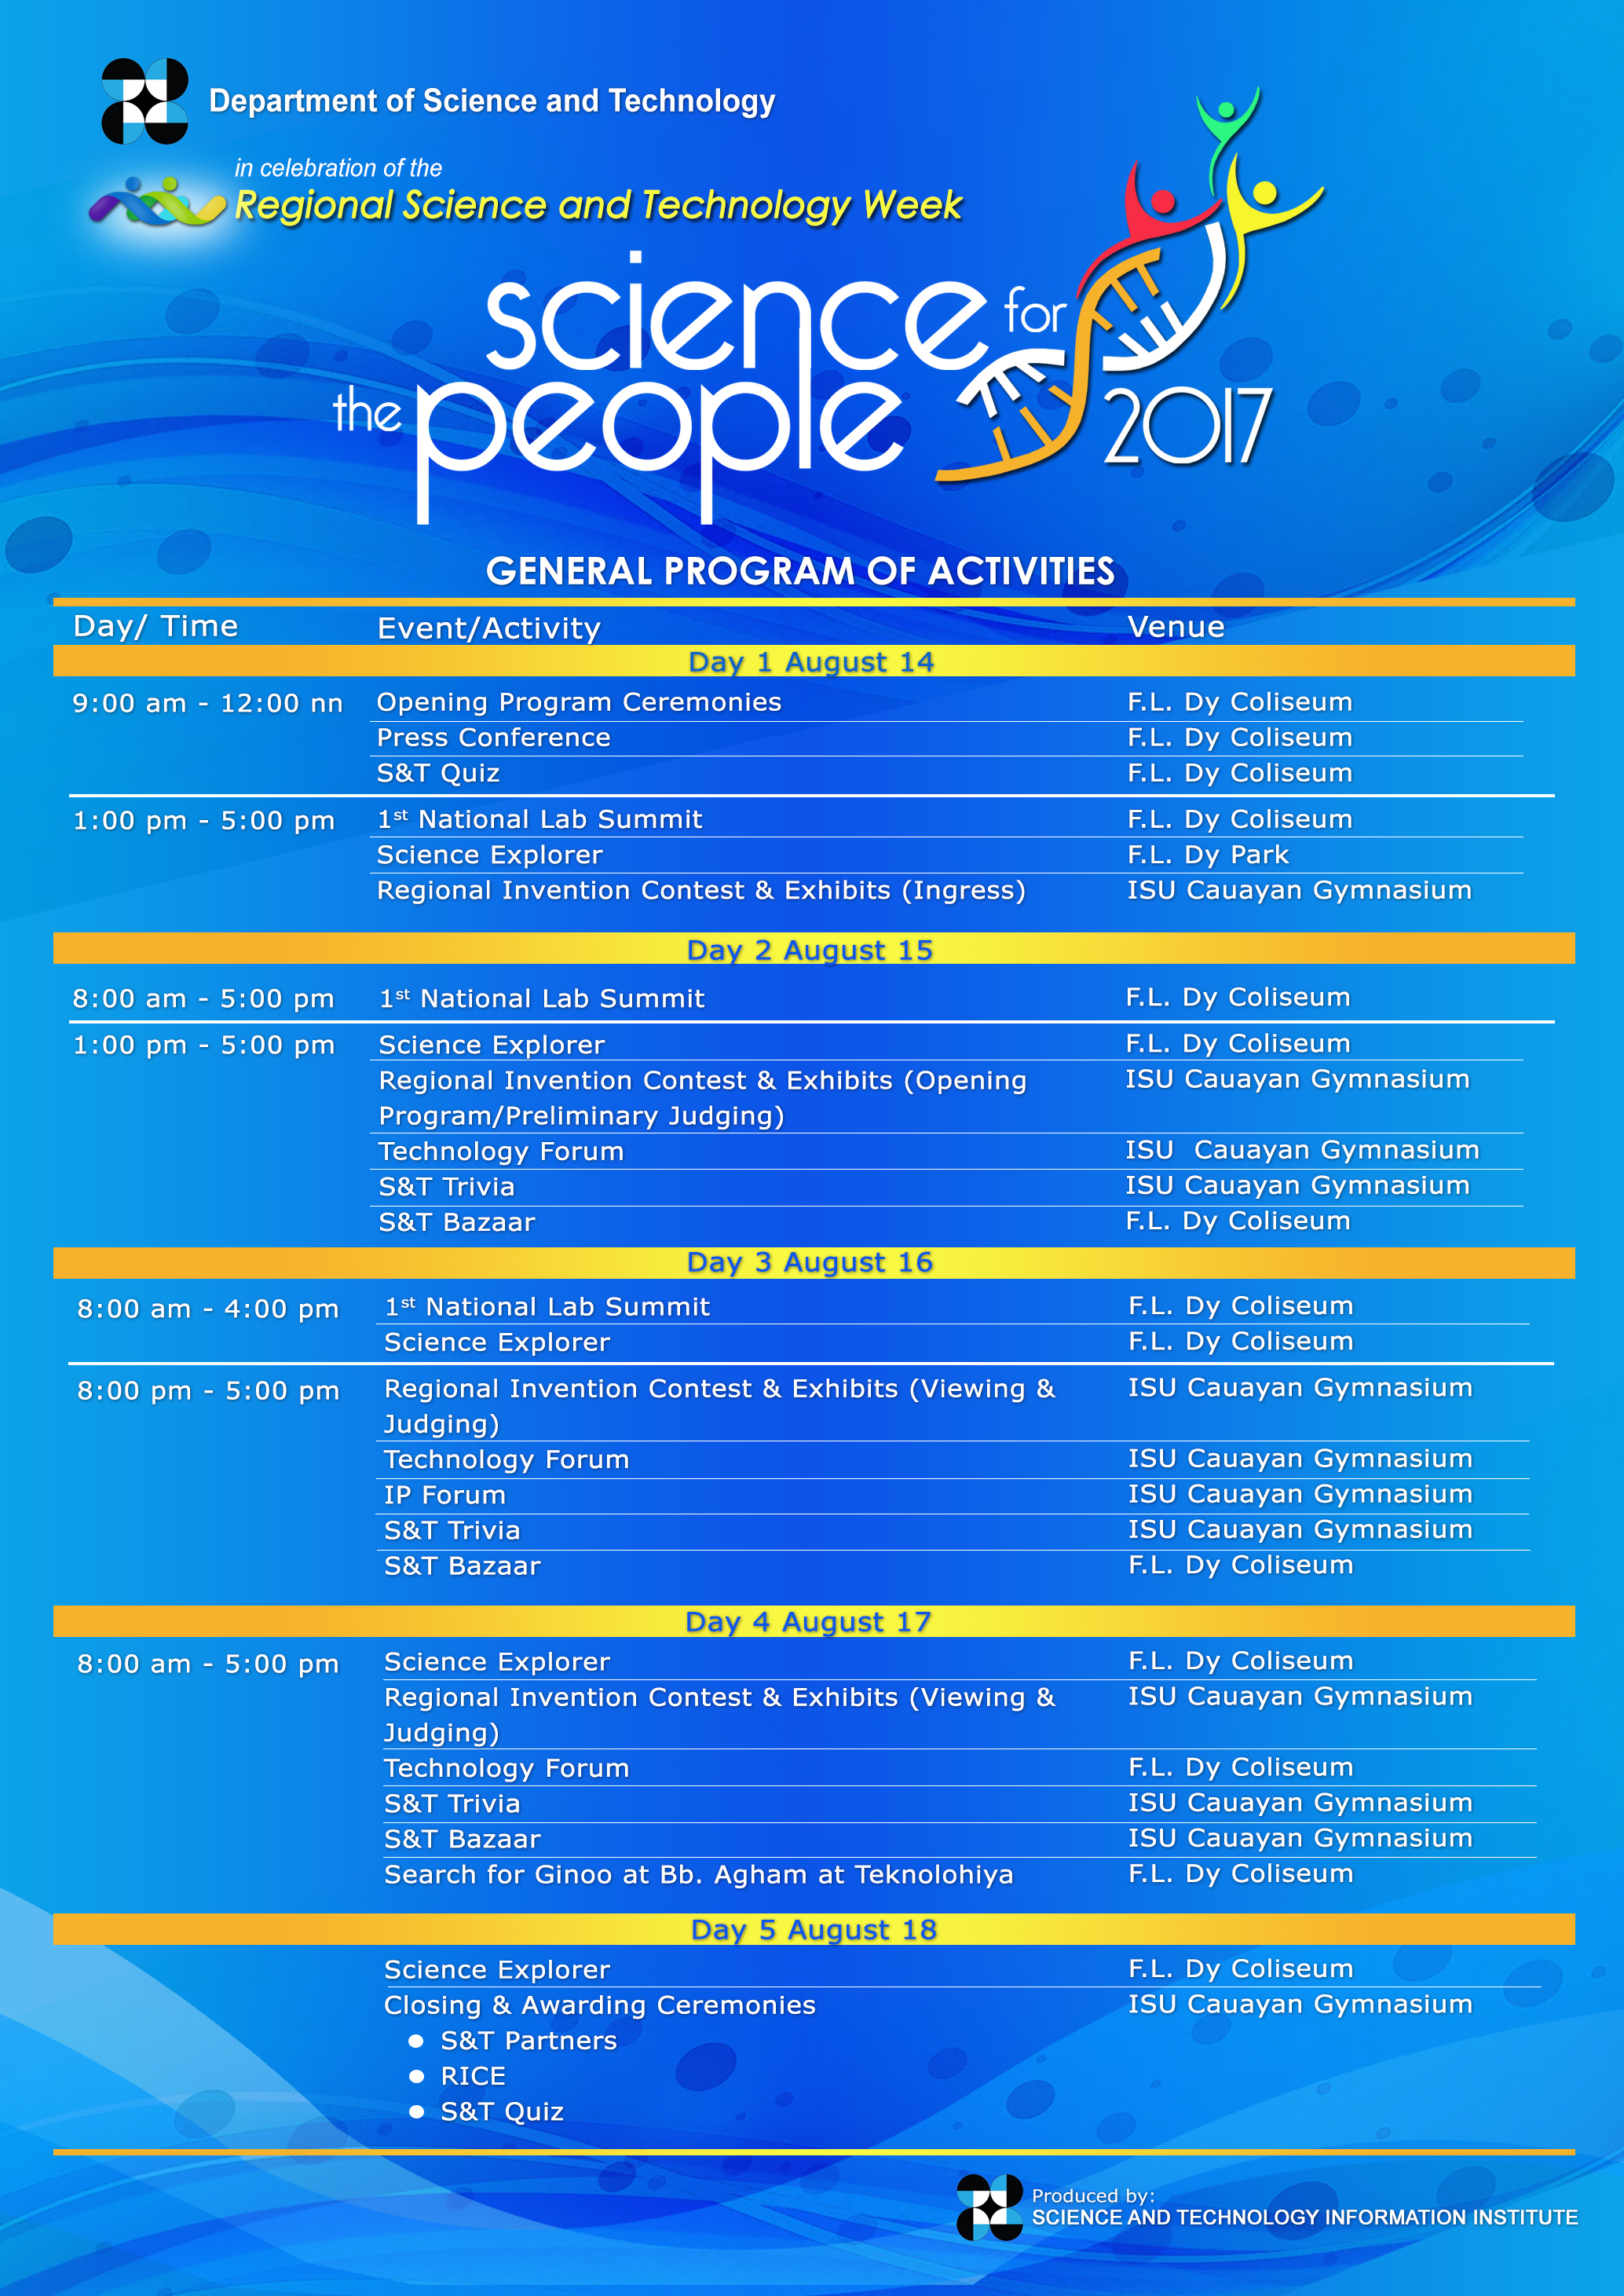 Department of Science and Technology
in celebration of the
Regional Science and Technology Week
science for
the people 2017
GENERAL PROGRAM OF ACTIVITIES
Day/ Time Event/Activity Venue
Day 1 August 14
9:00 am - 12:00 nn Opening Program Ceremonies F.L. Dy Coliseum
Press Conference F.L. Dy Coliseum
S&T Quiz F.L. Dy Coliseum
1:00 pm - 5:00 pm 1st National Lab Summit F.L. Dy Coliseum
Science Explorer F.L. Dy Park
Regional Invention Contest & Exhibits (Ingress) ISU Cauayan Gymnasium
Day 2 August 15
8:00 am - 5:00 pm 1st National Lab Summit F.L. Dy Coliseum
1:00 pm - 5:00 pm Science Explorer F.L. Dy Coliseum
Regional Invention Contest & Exhibits (Opening ISU Cauayan Gymnasium
Program/Preliminary Judging)
Technology Forum ISU Cauayan Gymnasium
S&T Trivia ISU Cauayan Gymnasium
S&T Bazaar F.L. Dy Coliseum
Day 3 August 16
8:00 am - 4:00 pm 1st National Lab Summit F.L. Dy Coliseum
Science Explorer F.L. Dy Coliseum
8:00 pm - 5:00 pm Regional Invention Contest & Exhibits (Viewing & ISU Cauayan Gymnasium
Judging)
Technology Forum ISU Cauayan Gymnasium
IP Forum ISU Cauayan Gymnasium
S&T Trivia ISU Cauayan Gymnasium
S&T Bazaar F.L. Dy Coliseum
Day 4 August 17
8:00 am - 5:00 pm Science Explorer F.L. Dy Coliseum
Regional Invention Contest & Exhibits (Viewing & ISU Cauayan Gymnasium
Judging)
Technology Forum F.L. Dy Coliseum
S&T Trivia ISU Cauayan Gymnasium
S&T Bazaar ISU Cauayan Gymnasium
Search for Ginoo at Bb. Agham at Teknolohiya F.L. Dy Coliseum
Day 5 August 18
Science Explorer F.L. Dy Coliseum
Closing & Awarding Ceremonies ISU Cauayan Gymnasium
● S&T Partners
● RICE
● S&T Quiz
Produced by:
SCIENCE AND TECHNOLOGY INFORMATION INSTITUTE